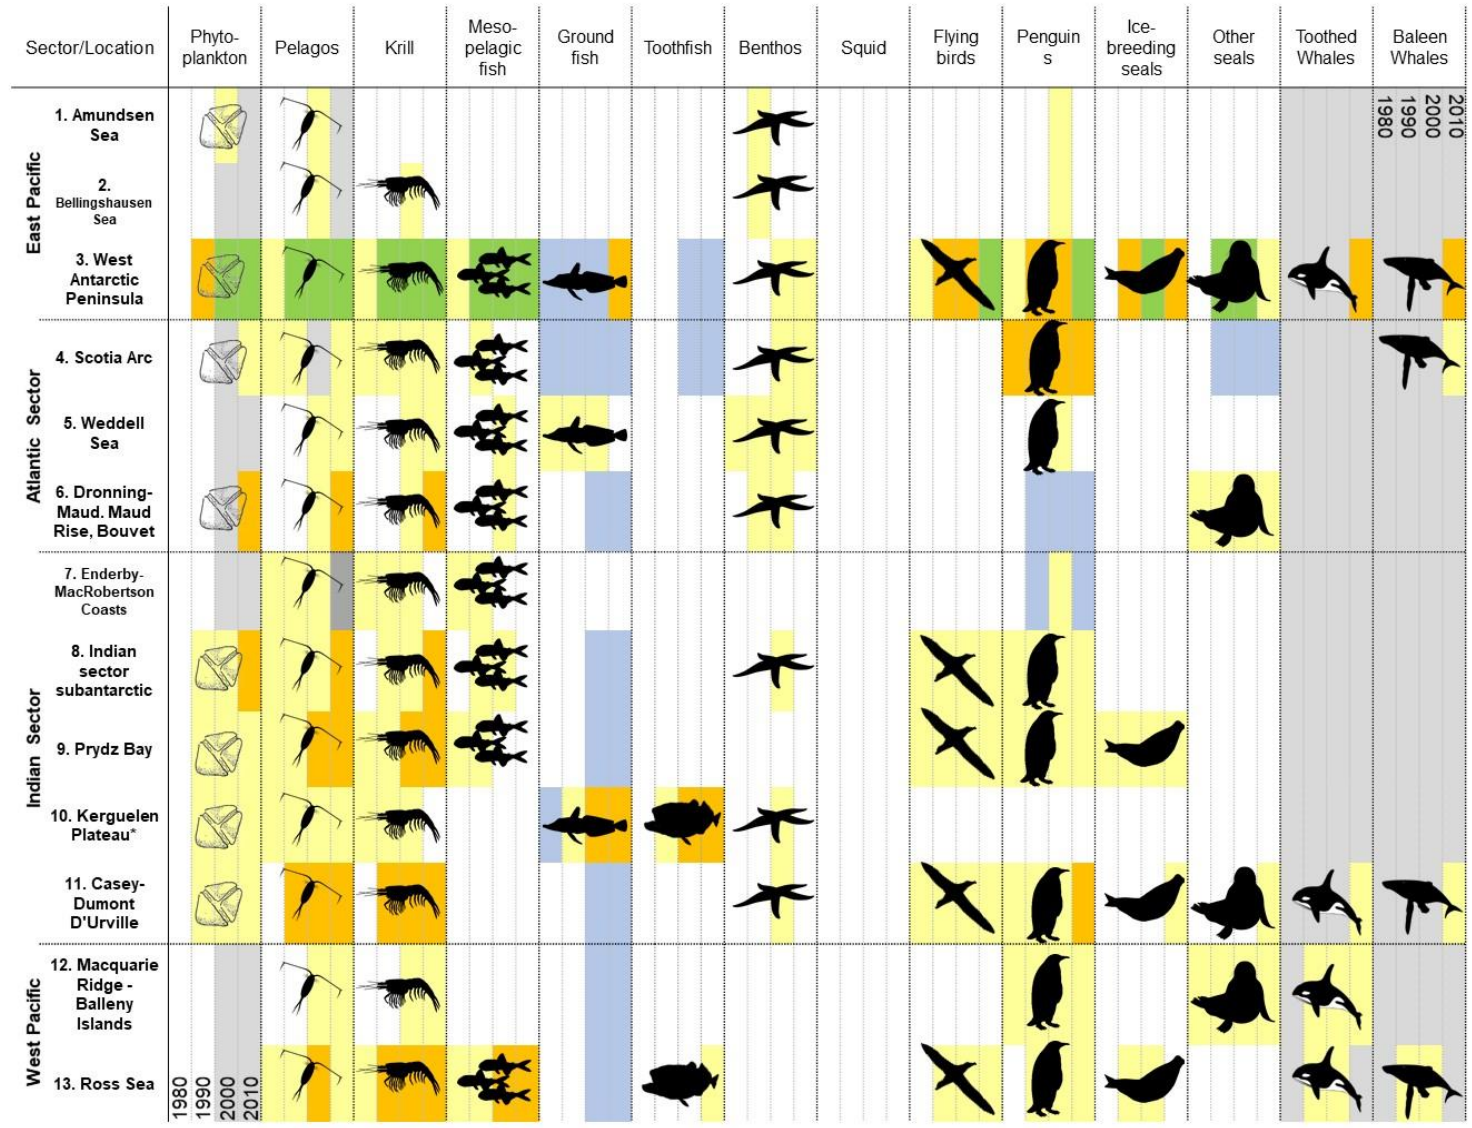 Sector/Location
Phyto-
plankton
Pelagos
Krill
Meso-
pelagic
fish
Ground
fish
Toothfish
Benthos
Squid
Flying
birds
Penguin
s
Ice-
breeding
seals
Other
seals
Toothed
Whales
Baleen
Whales
East Pacific
1. Amundsen
Sea
1980
1990
2000
2010
2.
Bellingshausen
Sea
3. West
Antarctic
Peninsula
Atlantic Sector
4. Scotia Arc
5. Weddell
Sea
6. Dronning-
Maud. Maud
Rise, Bouvet
Indian Sector
7. Enderby-
MacRobertson
Coasts
8. Indian
sector
subantarctic
9. Prydz Bay
10. Kerguelen
Plateau*
11. Casey-
Dumont
D'Urville
West Pacific
12. Macquarie
Ridge -
Balleny
Islands
13. Ross Sea
1980
1990
2000
2010